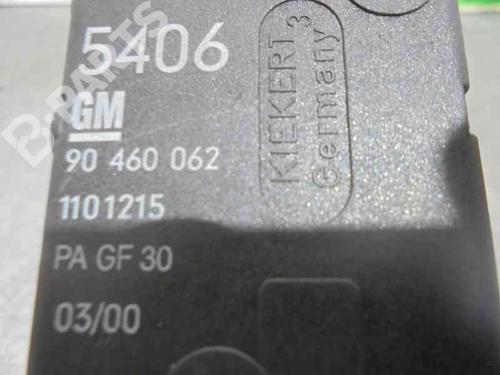 5406
GM
90 460 062
1101215
PA GF 30
03/00
KIEKERT 3
Germany
B-PARTS